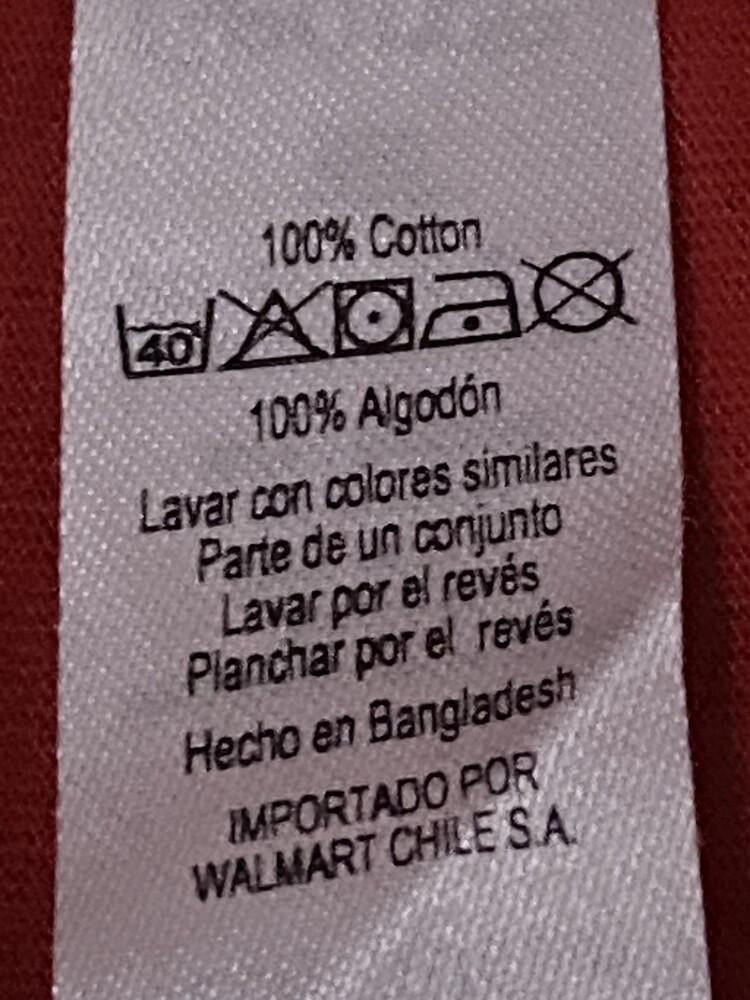 100% Cotton
40
100% Algodón
Lavar con colores similares
Parte de un conjunto
Lavar por el revés
Planchar por el revés
Hecho en Bangladesh
IMPORTADO POR
WALMART CHILE S.A.